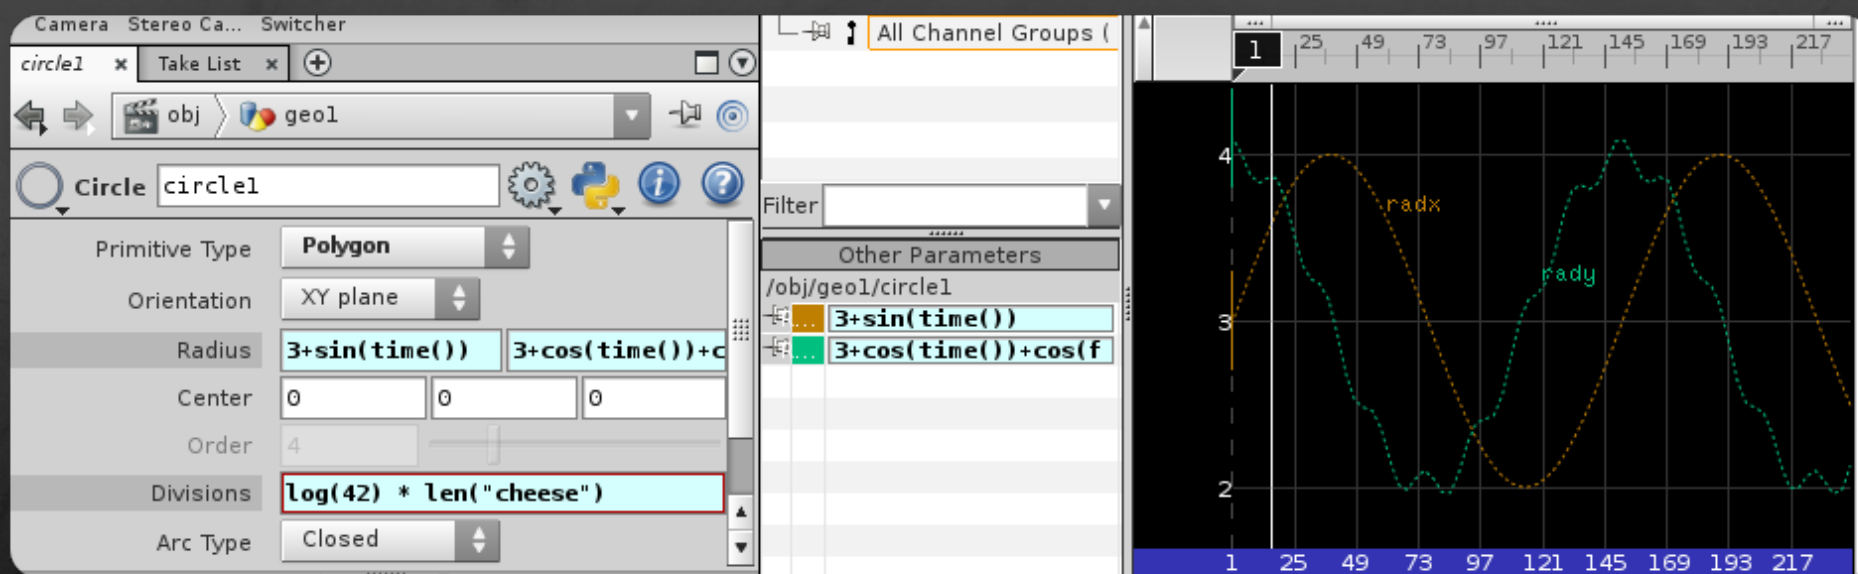 Camera Stereo Ca... Switcher
circle1 Take List
obj geo1
Circle circle1
Primitive Type Polygon
Orientation XY plane
Radius 3+sin(time()) 3+cos(time())+c
Center 0 0 0
Order 4
Divisions log(42) * len("cheese")
Arc Type Closed
All Channel Groups (
Filter
Other Parameters
/obj/geo1/circle1
... 3+sin(time())
... 3+cos(time())+cos(f
1 25 49 73 97 121 145 169 193 217
4
radx
rady
3
2
1 25 49 73 97 121 145 169 193 217